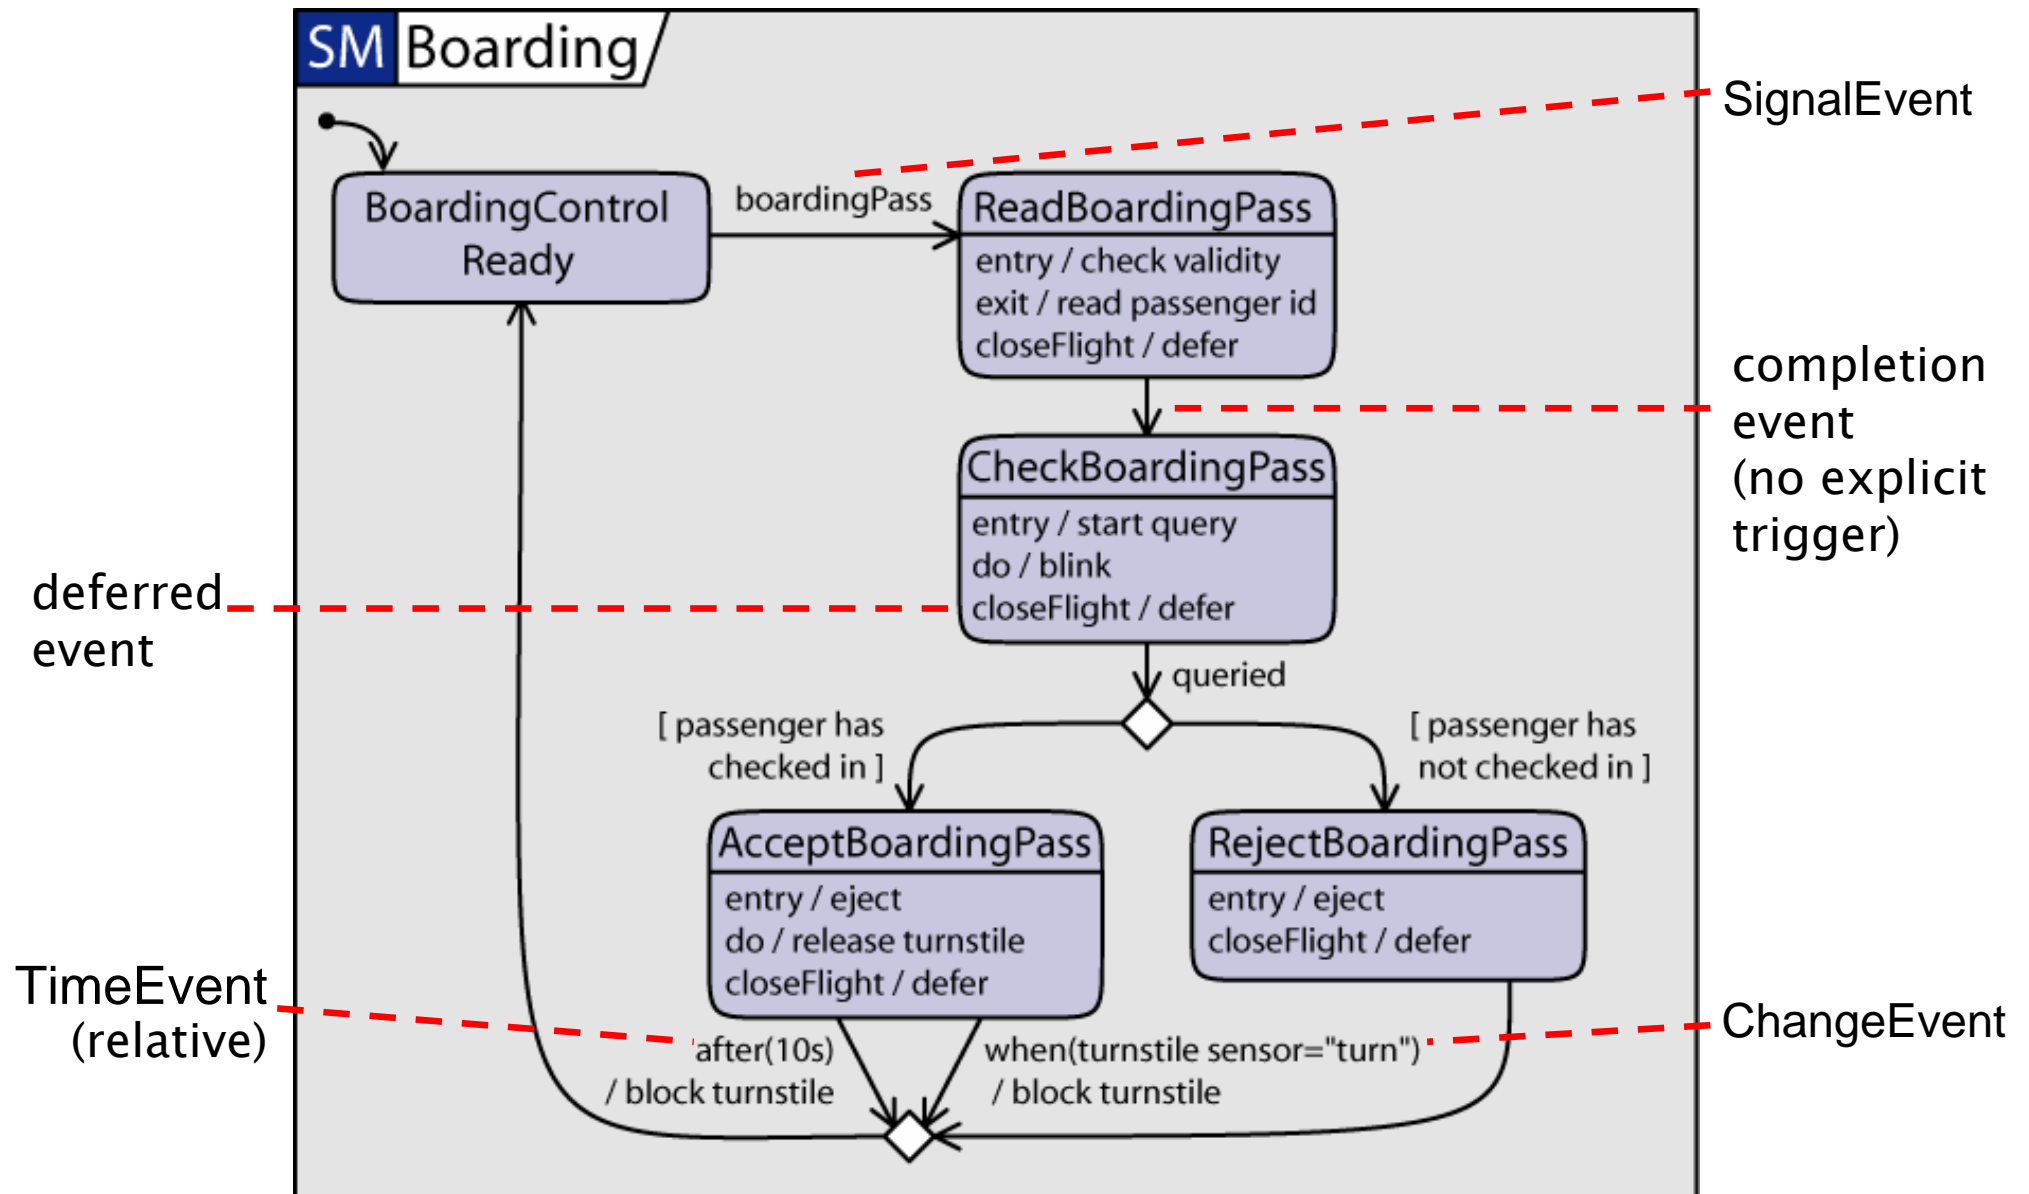 SM Boarding
SignalEvent
boardingPass
BoardingControl
Ready
ReadBoardingPass
entry / check validity
exit / read passenger id
closeFlight / defer
completion
event
(no explicit
trigger)
CheckBoardingPass
entry / start query
do / blink
closeFlight / defer
deferred
event
queried
[ passenger has
checked in ]
[ passenger has
not checked in ]
AcceptBoardingPass
entry / eject
do / release turnstile
closeFlight / defer
RejectBoardingPass
entry / eject
closeFlight / defer
TimeEvent
(relative)
after(10s)
/ block turnstile
when(turnstile sensor="turn")
/ block turnstile
ChangeEvent